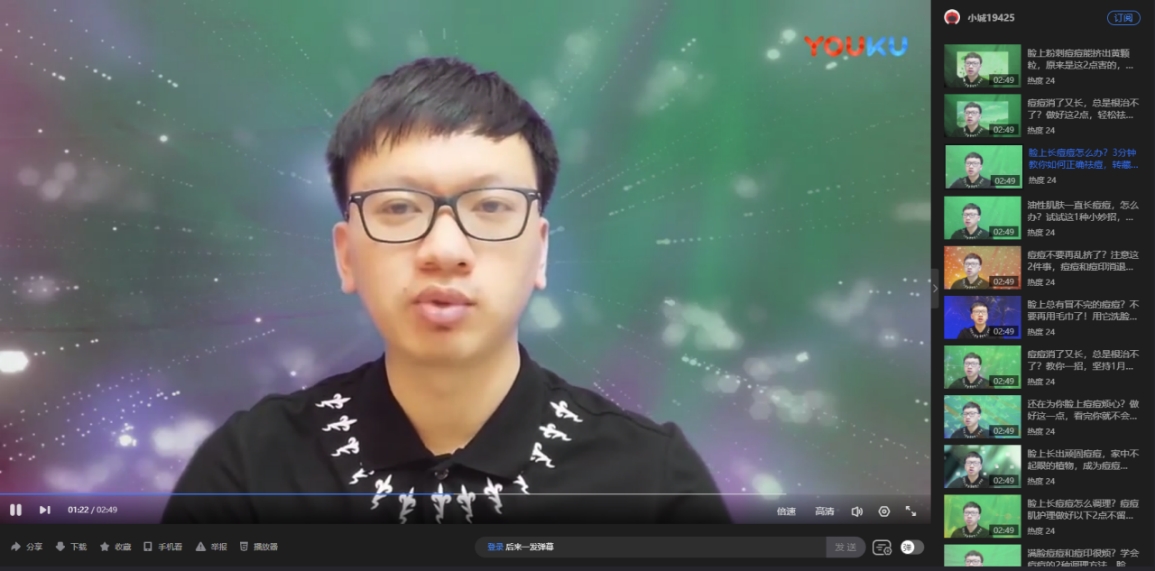 YOUKU
01:22 / 02:49
倍速
高清
分享
下载
收藏
手机看
举报
播放器
登录 后来一发弹幕
发送
弹
小城19425
订阅
脸上粉刺痘痘能挤出黄颗
粒，原来是这2点害的，...
02:49
热度 24
痘痘消了又长，总是根治不
了？做好这2点，轻松祛...
02:49
热度 24
脸上长痘痘怎么办？3分钟
教你如何正确祛痘，转撇...
02:49
热度 24
油性肌肤一直长痘痘，怎么
办？试试这1种小妙招，...
02:49
热度 24
痘痘不要再乱挤了？注意这
2件事，痘痘和痘印消退...
02:49
热度 24
脸上总有冒不完的痘痘？不
要再用毛巾了！用它洗脸...
02:49
热度 24
痘痘消了又长，总是根治不
了？教你一招，坚持1月...
02:49
热度 24
还在为你脸上痘痘烦心？做
好这一点，看完你就不会...
02:49
热度 24
脸上长出顽固痘痘，家中不
起眼的植物，成为痘痘...
02:49
热度 24
脸上长痘痘怎么调理？痘痘
肌护理做好以下2点不留...
02:49
热度 24
满脸痘痘和痘印很烦？学会
痘痘的2种调理方法，脸...